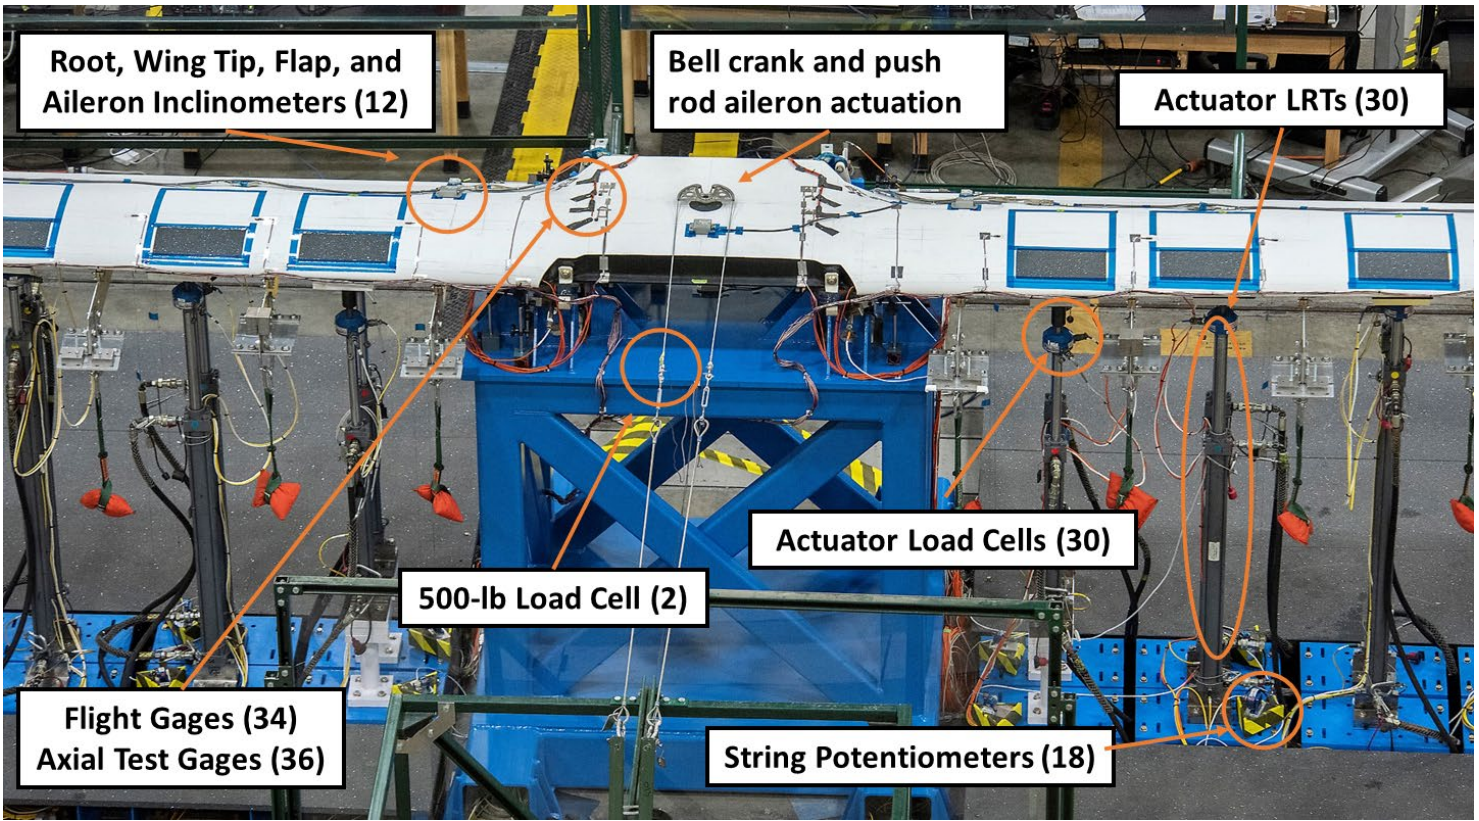 Root, Wing Tip, Flap, and
Aileron Inclinometers (12)
Bell crank and push
rod aileron actuation
Actuator LRTs (30)
Actuator Load Cells (30)
500-lb Load Cell (2)
Flight Gages (34)
Axial Test Gages (36)
String Potentiometers (18)